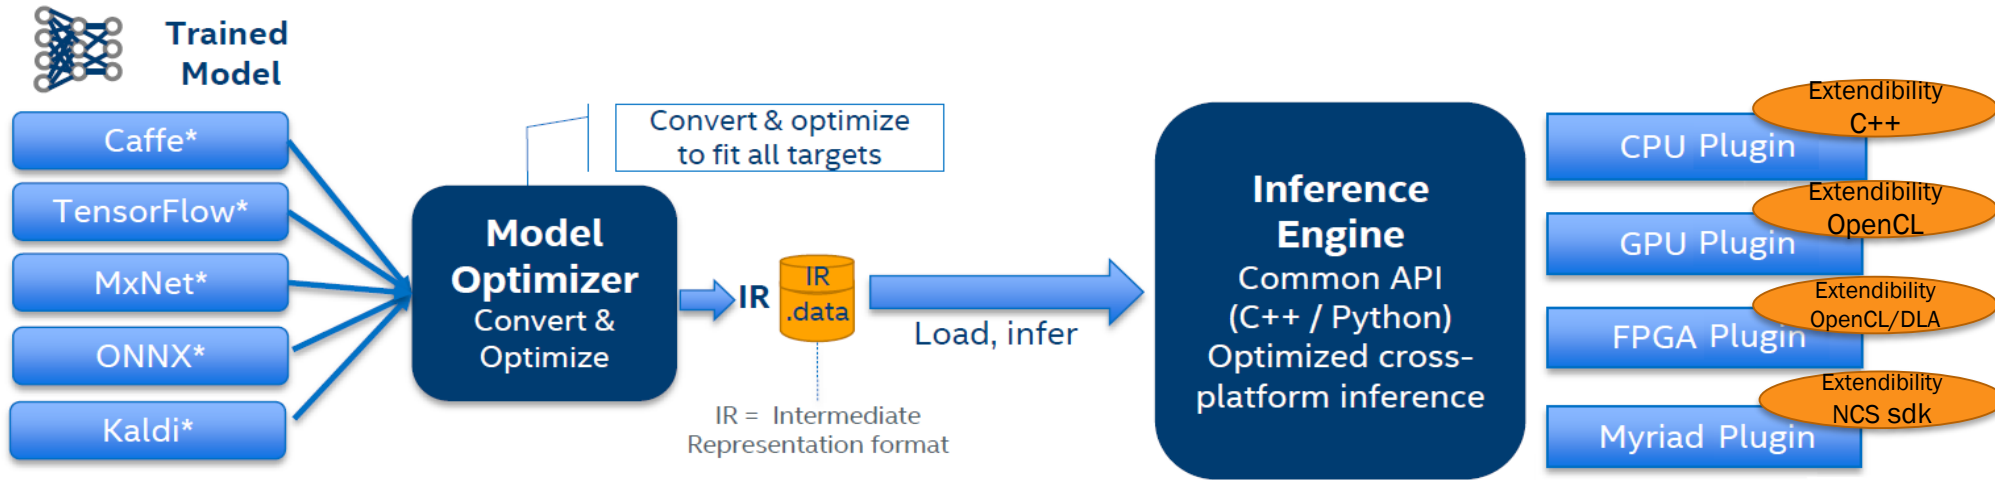 Trained
Model
Caffe*
TensorFlow*
MxNet*
ONNX*
Kaldi*
Convert & optimize
to fit all targets
Model
Optimizer
Convert &
Optimize
IR
IR
.data
IR = Intermediate
Representation format
Load, infer
Inference
Engine
Common API
(C++ / Python)
Optimized cross-
platform inference
Extendibility
C++
CPU Plugin
Extendibility
OpenCL
GPU Plugin
Extendibility
OpenCL/DLA
FPGA Plugin
Extendibility
NCS sdk
Myriad Plugin